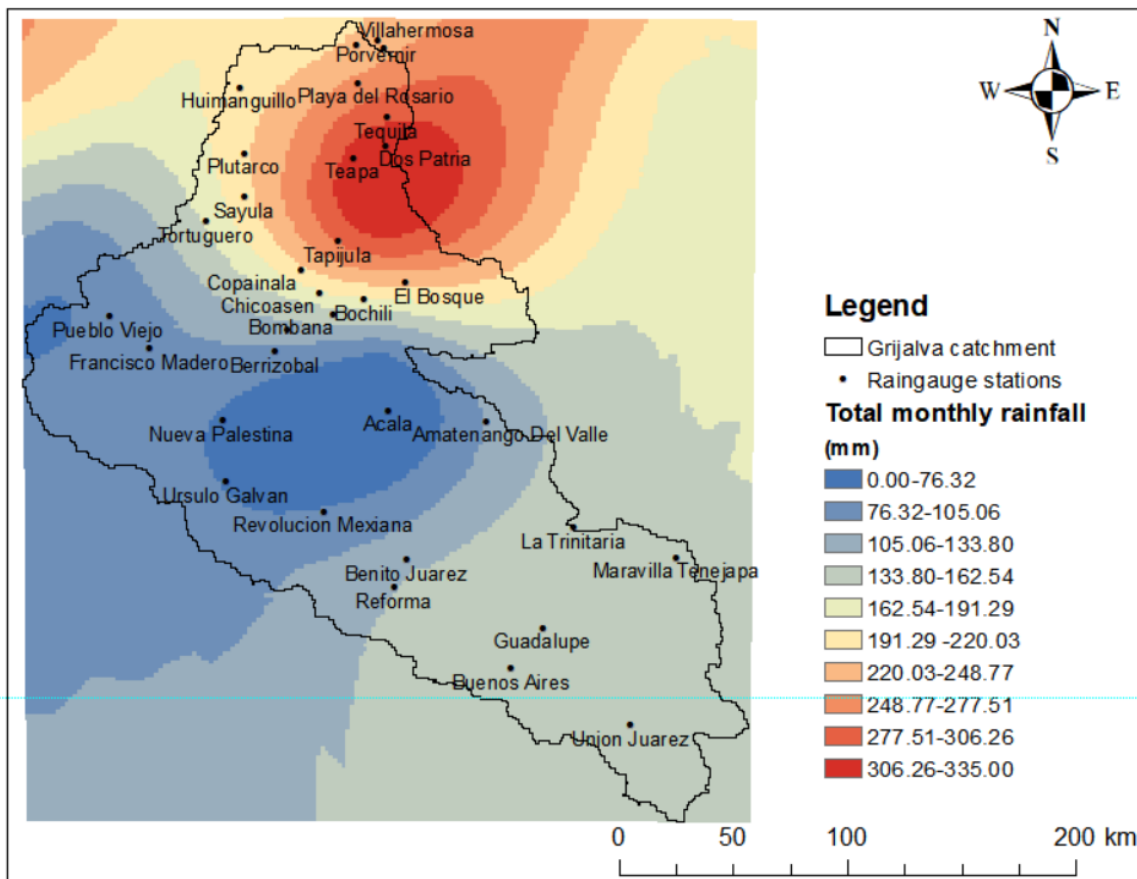 Villahermosa
Porvernir
Huimanguillo
Playa del Rosario
Tequila
Plutarco
Teapa
Dos Patria
Sayula
Tortuguero
Tapijula
Copainala
El Bosque
Chicoasen
Bochili
Pueblo Viejo
Bombana
Francisco Madero
Berrizobal
Nueva Palestina
Acala
Amatenango Del Valle
Ursulo Galvan
Revolucion Mexiana
La Trinitaria
Benito Juarez
Maravilla Tenejapa
Reforma
Guadalupe
Buenos Aires
Union Juarez
N
W
E
S
Legend
Grijalva catchment
Raingauge stations
Total monthly rainfall
(mm)
0.00-76.32
76.32-105.06
105.06-133.80
133.80-162.54
162.54-191.29
191.29 -220.03
220.03-248.77
248.77-277.51
277.51-306.26
306.26-335.00
0 50 100 200 km